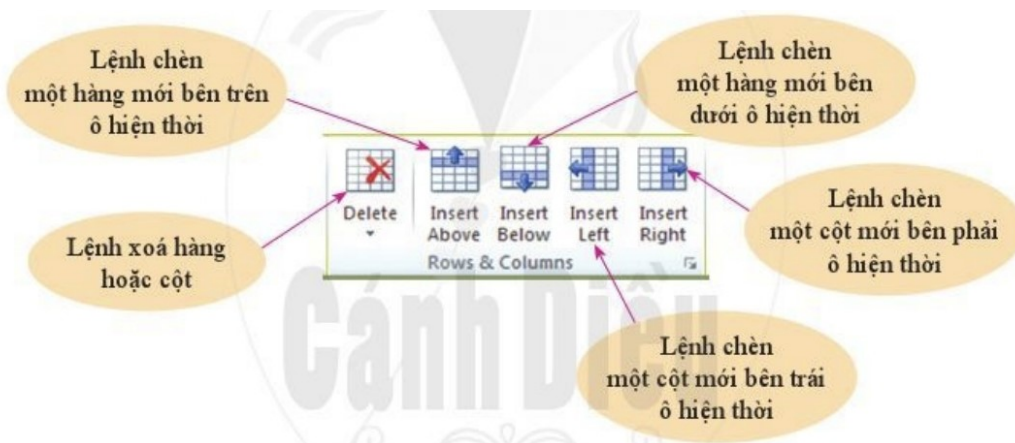 Lệnh chèn
một hàng mới bên trên
ô hiện thời
Lệnh chèn
một hàng mới bên
dưới ô hiện thời
Delete
Insert
Above
Insert
Below
Insert
Left
Insert
Right
Rows & Columns
Lệnh xoá hàng
hoặc cột
Lệnh chèn
một cột mới bên phải
ô hiện thời
Lệnh chèn
một cột mới bên trái
ô hiện thời
Cánh Diều